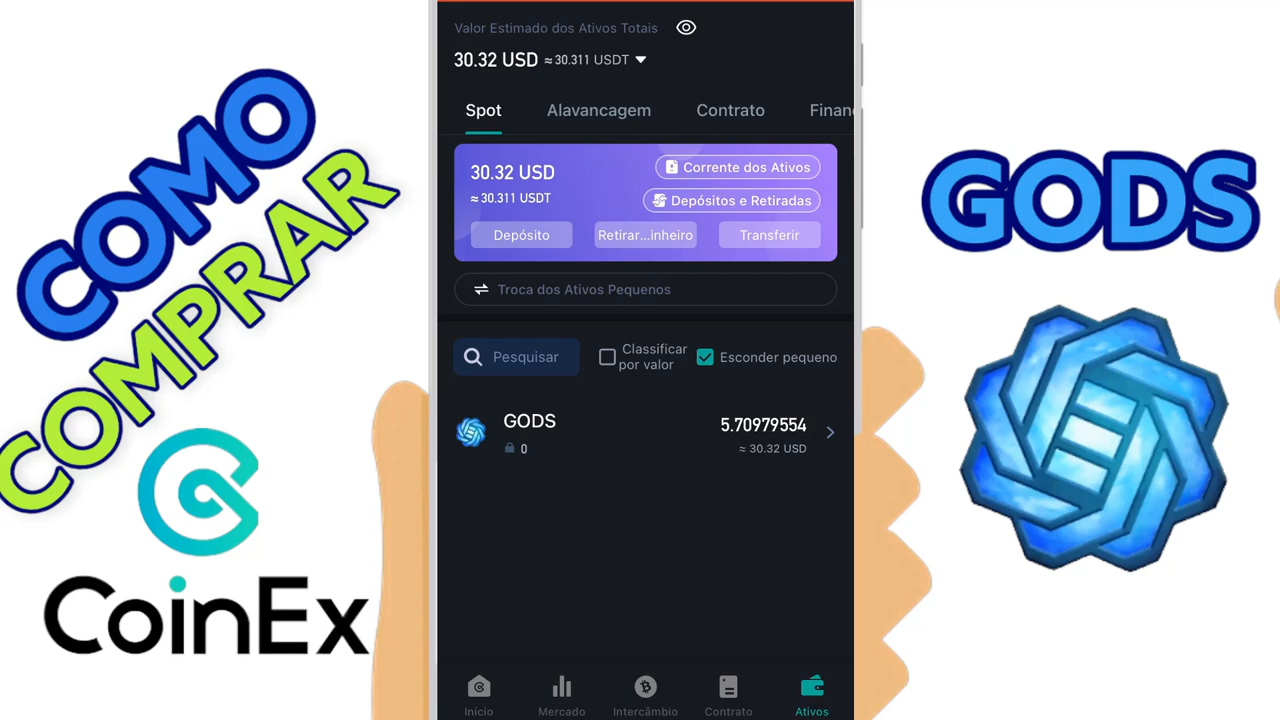 COMO
COMPRAR
CoinEx
Valor Estimado dos Ativos Totais
30.32 USD ≈ 30.311 USDT
Spot Alavancagem Contrato Finan
30.32 USD
≈ 30.311 USDT
Corrente dos Ativos
Depósitos e Retiradas
Depósito Retirar...inheiro Transferir
Troca dos Ativos Pequenos
Pesquisar
Classificar
por valor
Esconder pequeno
GODS 5.70979554
0 ≈ 30.32 USD
Início Mercado Intercâmbio Contrato Ativos
GODS